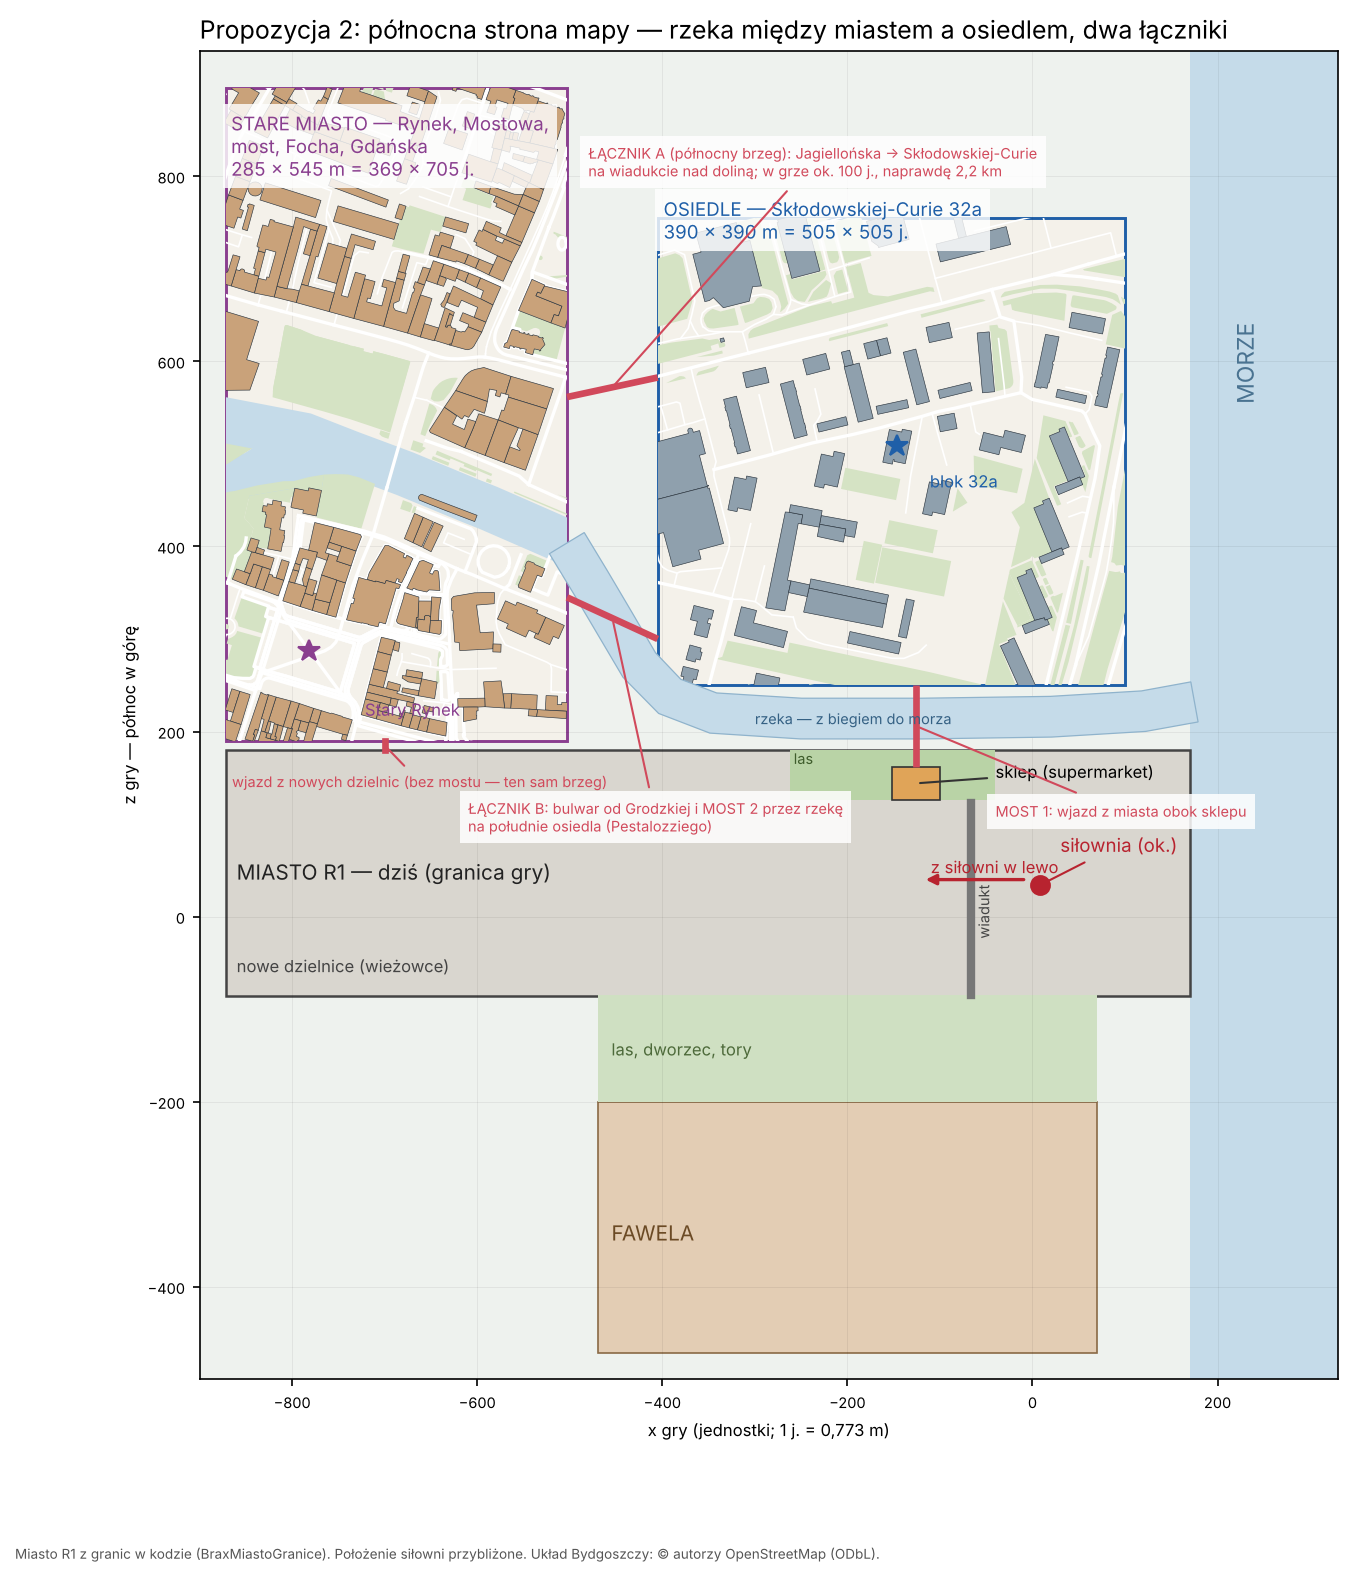 Propozycja 2: północna strona mapy — rzeka między miastem a osiedlem, dwa łączniki
STARE MIASTO — Rynek, Mostowa,
most, Focha, Gdańska
285 × 545 m = 369 × 705 j.
ŁĄCZNIK A (północny brzeg): Jagiellońska → Skłodowskiej-Curie
na wiadukcie nad doliną; w grze ok. 100 j., naprawdę 2,2 km
OSIEDLE — Skłodowskiej-Curie 32a
390 × 390 m = 505 × 505 j.
MORZE
blok 32a
Stary Rynek
rzeka — z biegiem do morza
las
sklep (supermarket)
wjazd z nowych dzielnic (bez mostu — ten sam brzeg)
ŁĄCZNIK B: bulwar od Grodzkiej i MOST 2 przez rzekę
na południe osiedla (Pestalozziego)
MOST 1: wjazd z miasta obok sklepu
siłownia (ok.)
z siłowni w lewo
MIASTO R1 — dziś (granica gry)
wiadukt
nowe dzielnice (wieżowce)
las, dworzec, tory
FAWELA
z gry — północ w górę
800
600
400
200
0
−200
−400
−800
−600
−400
−200
0
200
x gry (jednostki; 1 j. = 0,773 m)
Miasto R1 z granic w kodzie (BraxMiastoGranice). Położenie siłowni przybliżone. Układ Bydgoszczy: © autorzy OpenStreetMap (ODbL).